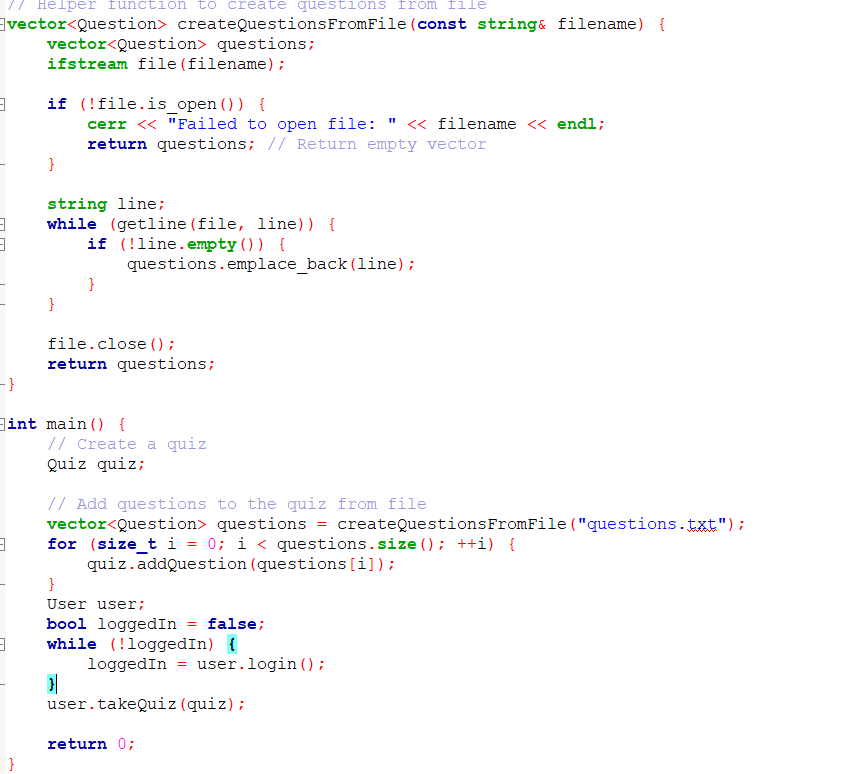 // Helper function to create questions from file
vector<Question> createQuestionsFromFile(const string& filename) {
    vector<Question> questions;
    ifstream file(filename);

    if (!file.is_open()) {
        cerr << "Failed to open file: " << filename << endl;
        return questions; // Return empty vector
    }

    string line;
    while (getline(file, line)) {
        if (!line.empty()) {
            questions.emplace_back(line);
        }
    }

    file.close();
    return questions;
}

int main() {
    // Create a quiz
    Quiz quiz;

    // Add questions to the quiz from file
    vector<Question> questions = createQuestionsFromFile("questions.txt");
    for (size_t i = 0; i < questions.size(); ++i) {
        quiz.addQuestion(questions[i]);
    }
    User user;
    bool loggedIn = false;
    while (!loggedIn) {
        loggedIn = user.login();
    }
    user.takeQuiz(quiz);

    return 0;
}